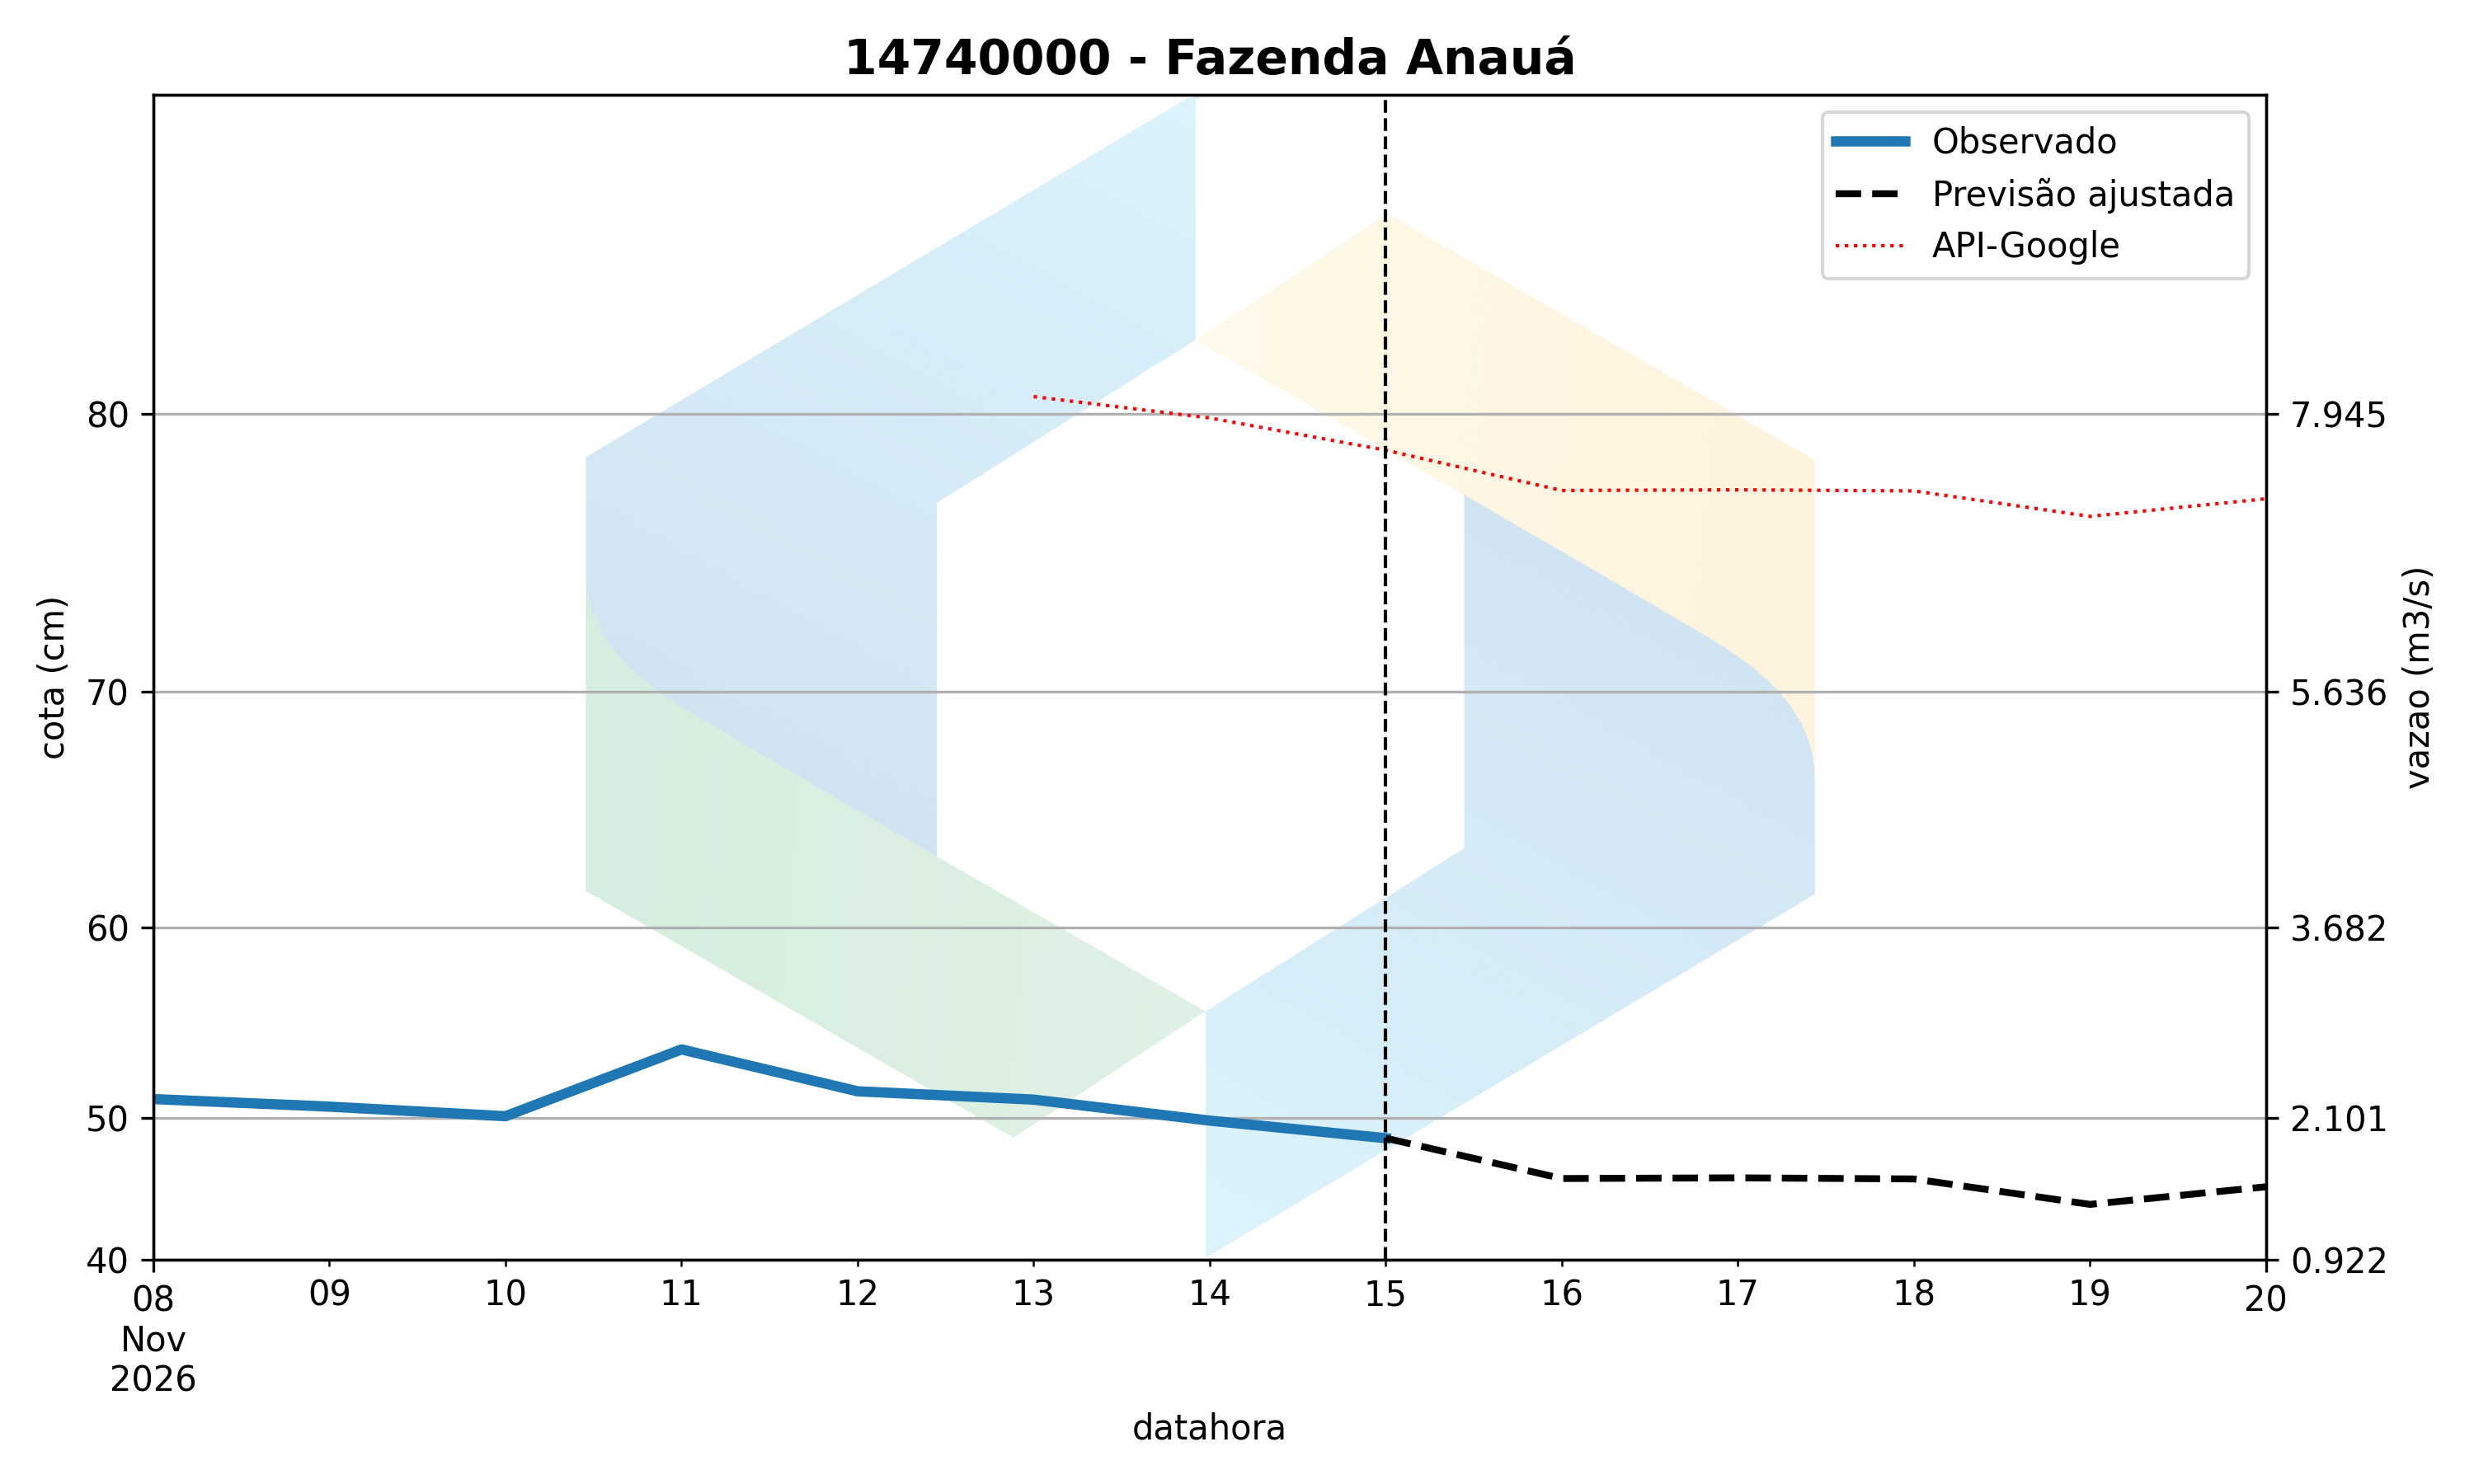 14740000 - Fazenda Anauá
Observado
Previsão ajustada
API-Google
cota (cm)
80
70
60
50
40
7.945
5.636
3.682
2.101
0.922
vazao (m3/s)
08 09 10 11 12 13 14 15 16 17 18 19 20
Nov
2026
datahora